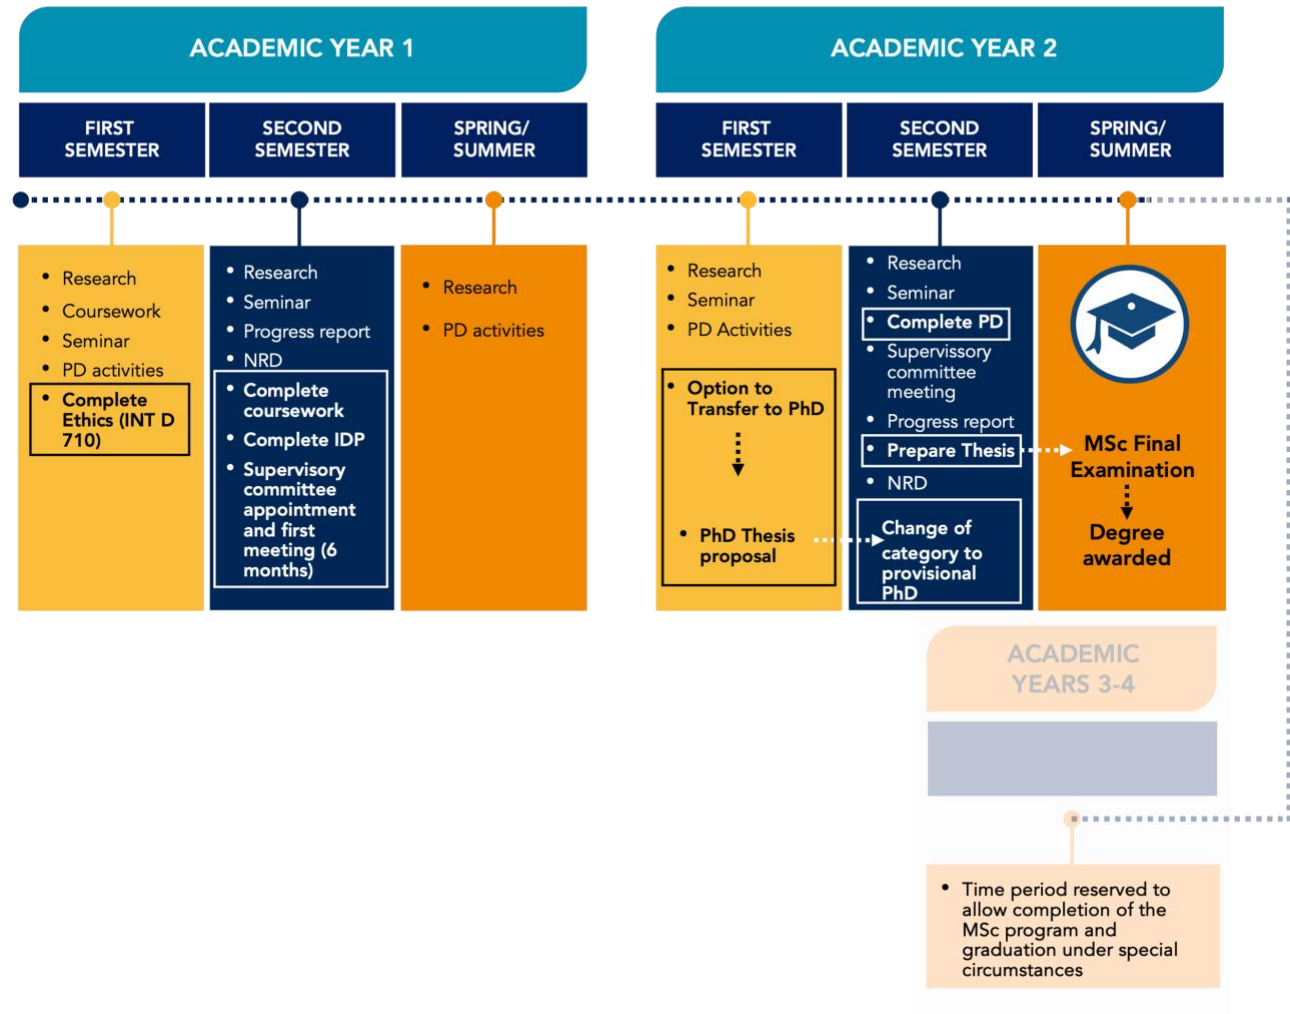 ACADEMIC YEAR 1
FIRST
SEMESTER
SECOND
SEMESTER
SPRING/
SUMMER
• Research
• Coursework
• Seminar
• PD activities
• Complete
Ethics (INT D
710)
• Research
• Seminar
• Progress report
• NRD
• Complete
coursework
• Complete IDP
• Supervisory
committee
appointment
and first
meeting (6
months)
• Research
• PD activities
ACADEMIC YEAR 2
FIRST
SEMESTER
SECOND
SEMESTER
SPRING/
SUMMER
• Research
• Seminar
• PD Activities
• Option to
Transfer to PhD
• PhD Thesis
proposal
• Research
• Seminar
• Complete PD
• Supervissory
committee
meeting
• Progress report
• Prepare Thesis
• NRD
Change of
category to
provisional
PhD
MSc Final
Examination
Degree
awarded
ACADEMIC
YEARS 3-4
• Time period reserved to
allow completion of the
MSc program and
graduation under special
circumstances